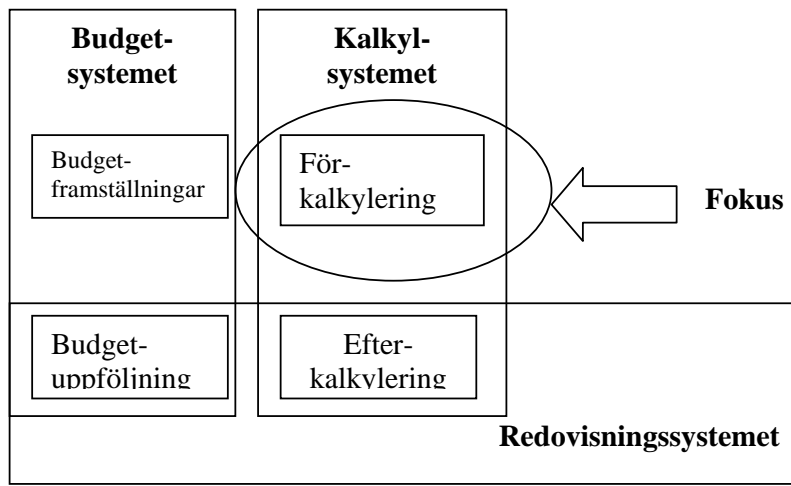 Budget-
systemet
Kalkyl-
systemet
Budget-
framställningar
För-
kalkylering
Fokus
Budget-
uppföljning
Efter-
kalkylering
Redovisningssystemet